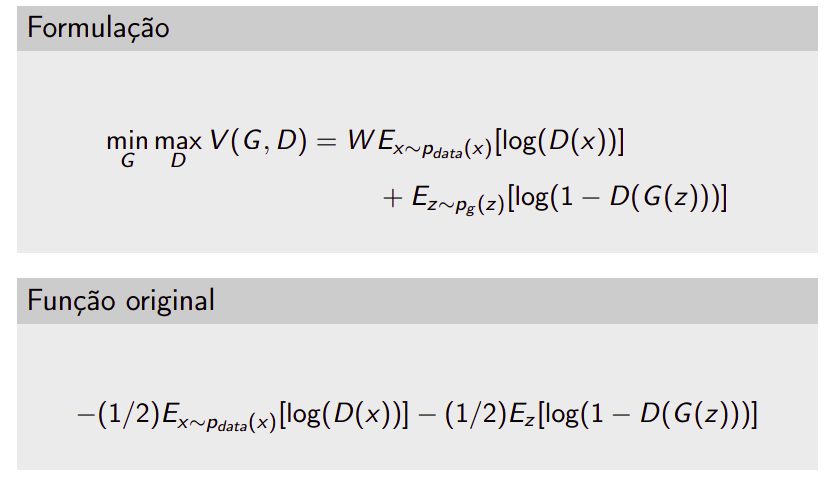 Formulação
min max V(G, D) = W E_{x∼p_{data}(x)}[log(D(x))]
G D
+ E_{z∼p_g(z)}[log(1 − D(G(z)))]
Função original
−(1/2)E_{x∼p_{data}(x)}[log(D(x))] − (1/2)E_z[log(1 − D(G(z)))]